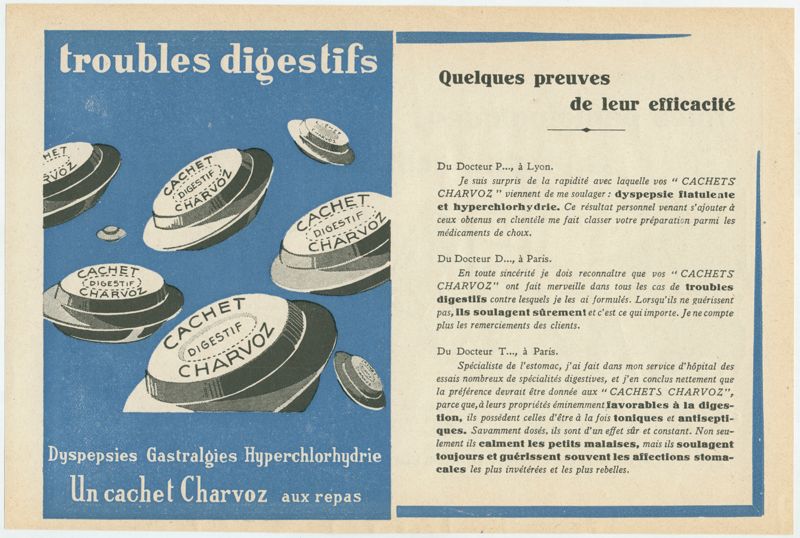 troubles digestifs
CACHET
DIGESTIF
CHARVOZ
CACHET
DIGESTIF
CHARVOZ
CACHET
DIGESTIF
CHARVOZ
CACHET
DIGESTIF
CHARVOZ
Dyspepsies Gastralgies Hyperchlorhydrie
Un cachet Charvoz aux repas
Quelques preuves
de leur efficacité
Du Docteur P..., à Lyon.
Je suis surpris de la rapidité avec laquelle vos " CACHETS
CHARVOZ " viennent de me soulager : dyspepsie flatulente
et hyperchlorhydrie. Ce résultat personnel venant s'ajouter à
ceux obtenus en clientèle me fait classer votre préparation parmi les
médicaments de choix.
Du Docteur D..., à Paris.
En toute sincérité je dois reconnaître que vos " CACHETS
CHARVOZ" ont fait merveille dans tous les cas de troubles
digestifs contre lesquels je les ai formulés. Lorsqu'ils ne guérissent
pas, ils soulagent sûrement et c'est ce qui importe. Je ne compte
plus les remerciements des clients.
Du Docteur T..., à Paris.
Spécialiste de l'estomac, j'ai fait dans mon service d'hôpital des
essais nombreux de spécialités digestives, et j'en conclus nettement que
la préférence devrait être donnée aux "CACHETS CHARVOZ",
parce que, à leurs propriétés éminemment favorables à la diges-
tion, ils possèdent celles d'être à la fois toniques et antisepti-
ques. Savamment dosés, ils sont d'un effet sûr et constant. Non seu-
lement ils calment les petits malaises, mais ils soulagent
toujours et guérissent souvent les affections stoma-
cales les plus invétérées et les plus rebelles.